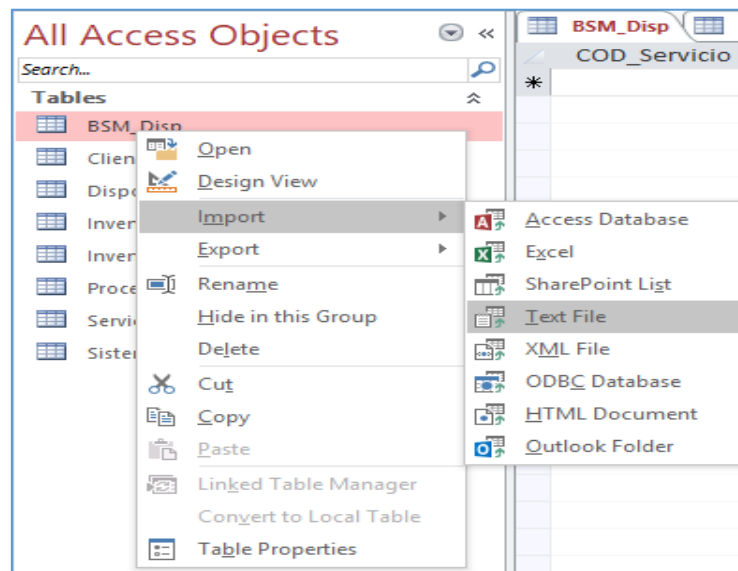 All Access Objects
Search...
Tables
BSM_Disp
Clien
Dispo
Inver
Inver
Proce
Servi
Sister
Open
Design View
Import
Export
Rename
Hide in this Group
Delete
Cut
Copy
Paste
Linked Table Manager
Convert to Local Table
Table Properties
Access Database
Excel
SharePoint List
Text File
XML File
ODBC Database
HTML Document
Outlook Folder
BSM_Disp
COD_Servicio